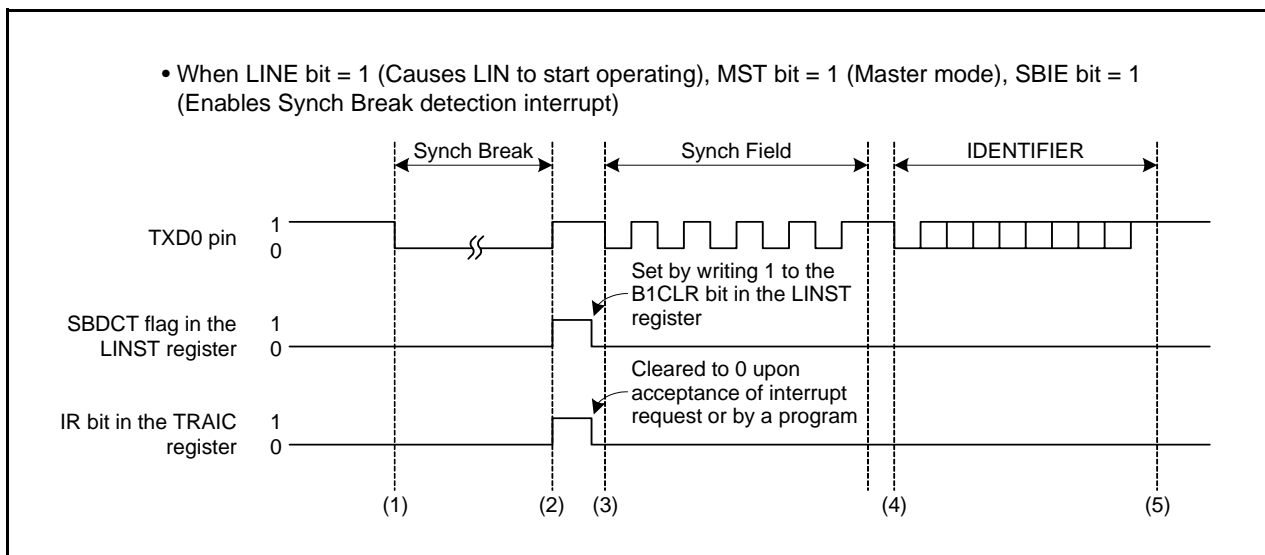 • When LINE bit = 1 (Causes LIN to start operating), MST bit = 1 (Master mode), SBIE bit = 1
(Enables Synch Break detection interrupt)
Synch Break
Synch Field
IDENTIFIER
TXD0 pin
1
0
Set by writing 1 to the
B1CLR bit in the LINST
register
SBDCT flag in the
LINST register
1
0
Cleared to 0 upon
acceptance of interrupt
request or by a program
IR bit in the TRAIC
register
1
0
(1)
(2)
(3)
(4)
(5)